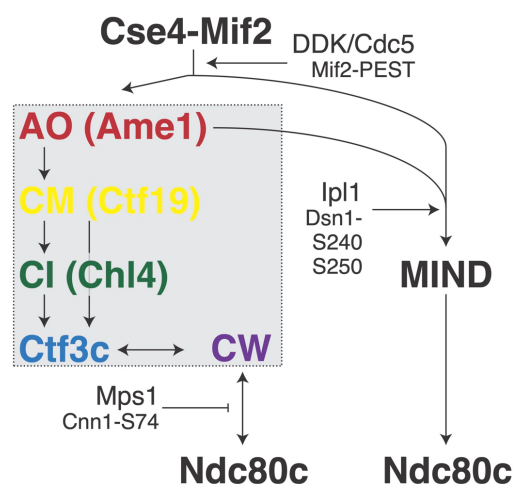 Cse4-Mif2
DDK/Cdc5
Mif2-PEST
AO (Ame1)
CM (Ctf19)
Ipl1
Dsn1-
S240
S250
CI (Chl4)
MIND
Ctf3c
CW
Mps1
Cnn1-S74
Ndc80c
Ndc80c